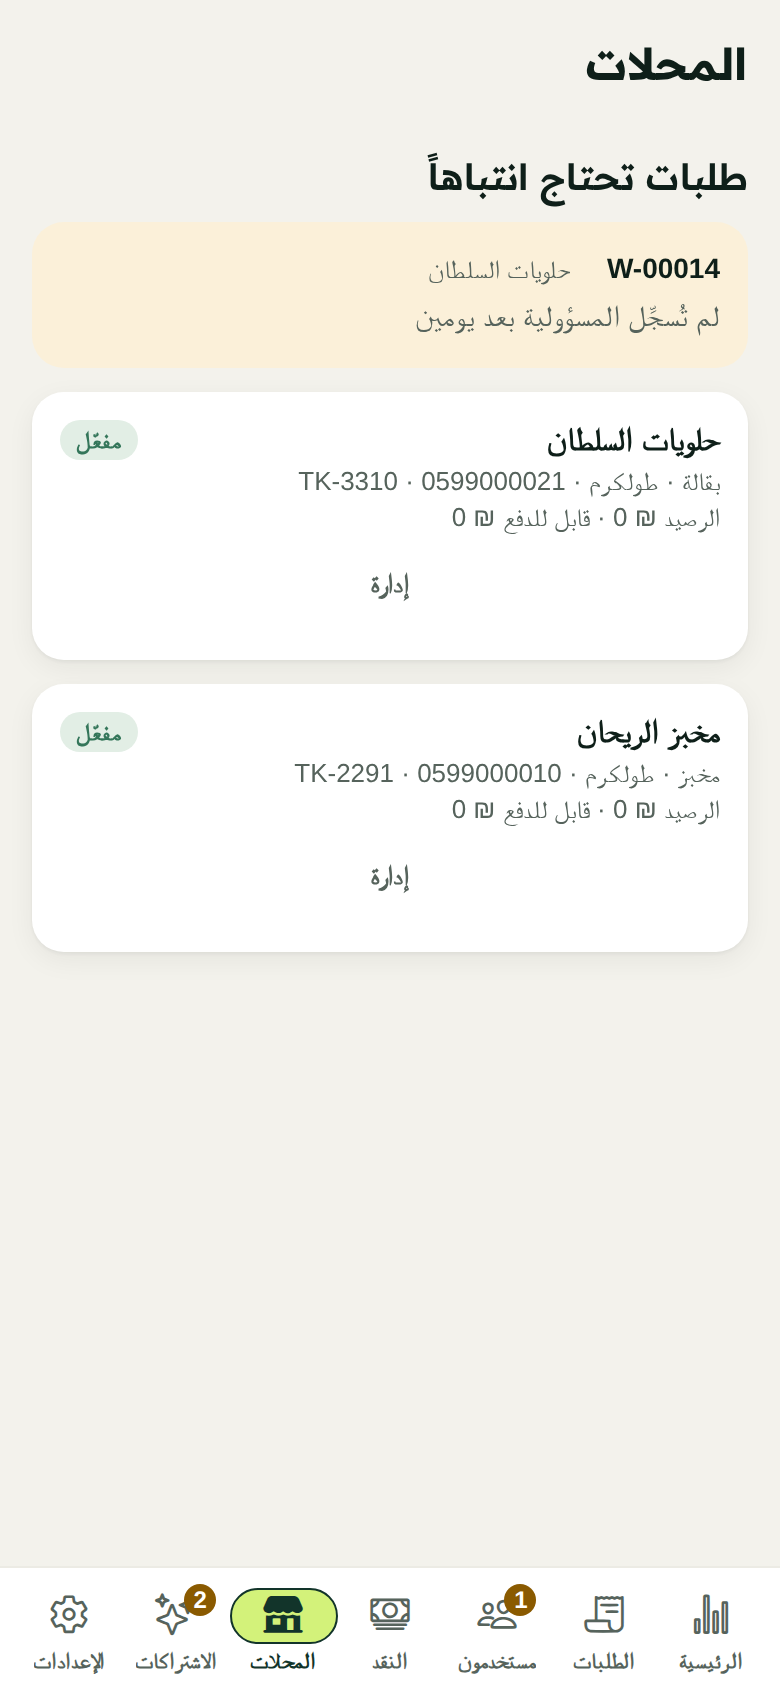 المحلات
طلبات تحتاج انتباهاً
W-00014 حلويات السلطان
لم تُسجَّل المسؤولية بعد يومين
حلويات السلطان
مفعّل
بقالة · طولكرم · 0599000021 · TK-3310
الرصيد ₪ 0 · قابل للدفع ₪ 0
إدارة
مخبز الريحان
مفعّل
مخبز · طولكرم · 0599000010 · TK-2291
الرصيد ₪ 0 · قابل للدفع ₪ 0
إدارة
الرئيسية
الطلبات
1
مستخدمون
النقد
المحلات
2
الاشتراكات
الإعدادات